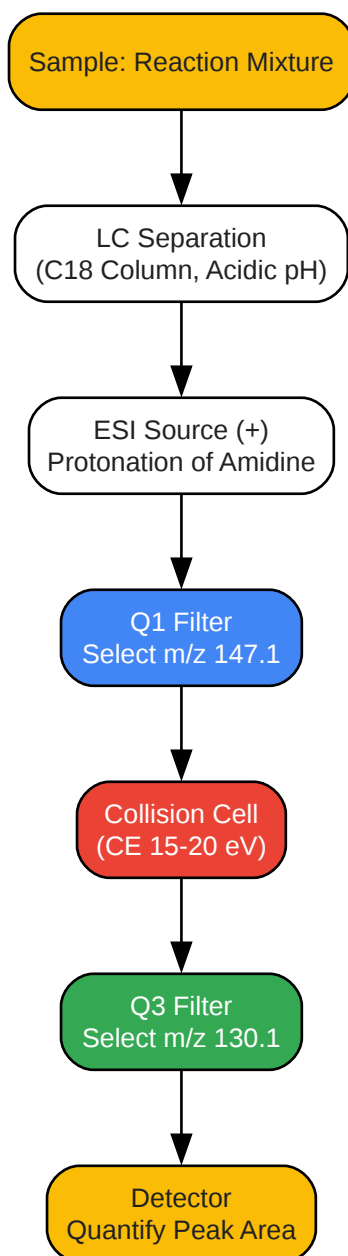 Sample: Reaction Mixture
LC Separation
(C18 Column, Acidic pH)
ESI Source (+)
Protonation of Amidine
Q1 Filter
Select m/z 147.1
Collision Cell
(CE 15-20 eV)
Q3 Filter
Select m/z 130.1
Detector
Quantify Peak Area